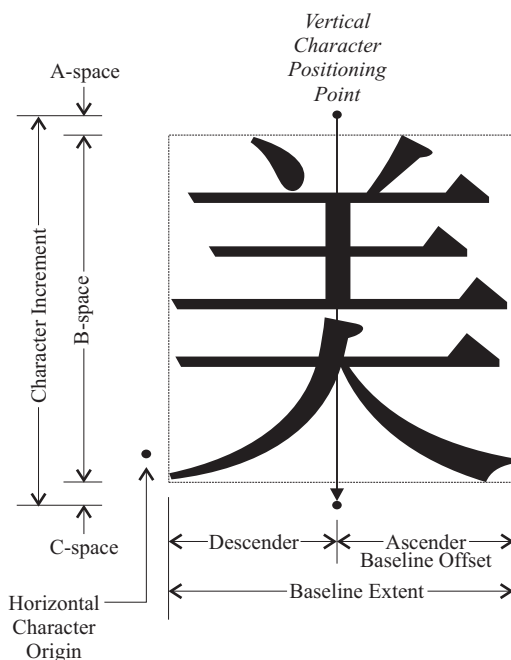 Vertical
Character
Positioning
Point
A-space
Character Increment
B-space
美
C-space
Descender
Ascender
Baseline Offset
Baseline Extent
Horizontal
Character
Origin